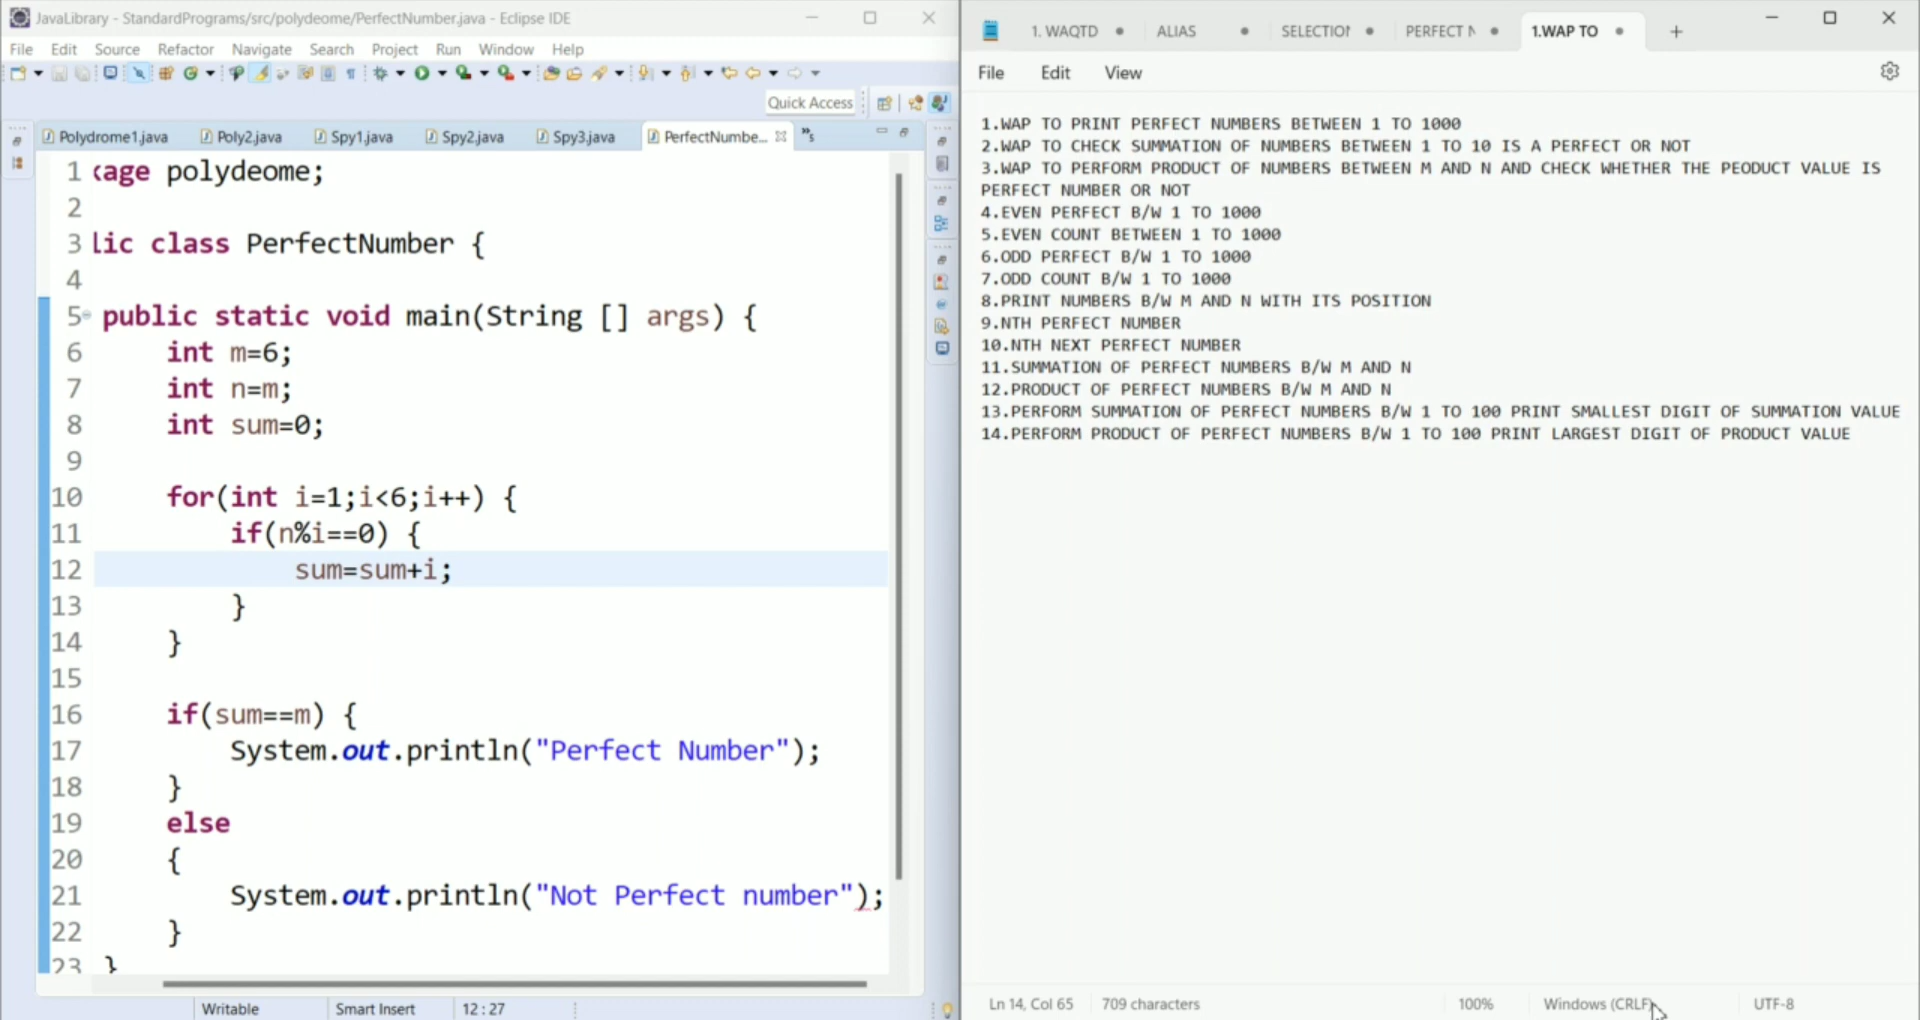 JavaLibrary - StandardPrograms/src/polydeome/PerfectNumber.java - Eclipse IDE
File Edit Source Refactor Navigate Search Project Run Window Help
Quick Access
Polydrome1.java Poly2.java Spy1.java Spy2.java Spy3.java PerfectNumbe... »5
1 kage polydeome;
2
3 lic class PerfectNumber {
4
5 public static void main(String [] args) {
6 int m=6;
7 int n=m;
8 int sum=0;
9
10 for(int i=1;i<6;i++) {
11 if(n%i==0) {
12 sum=sum+i;
13 }
14 }
15
16 if(sum==m) {
17 System.out.println("Perfect Number");
18 }
19 else
20 {
21 System.out.println("Not Perfect number");
22 }
23 }
Writable Smart Insert 12:27
1. WAQTD ALIAS SELECTION PERFECT N 1.WAP TO
File Edit View
1.WAP TO PRINT PERFECT NUMBERS BETWEEN 1 TO 1000
2.WAP TO CHECK SUMMATION OF NUMBERS BETWEEN 1 TO 10 IS A PERFECT OR NOT
3.WAP TO PERFORM PRODUCT OF NUMBERS BETWEEN M AND N AND CHECK WHETHER THE PEODUCT VALUE IS
PERFECT NUMBER OR NOT
4.EVEN PERFECT B/W 1 TO 1000
5.EVEN COUNT BETWEEN 1 TO 1000
6.ODD PERFECT B/W 1 TO 1000
7.ODD COUNT B/W 1 TO 1000
8.PRINT NUMBERS B/W M AND N WITH ITS POSITION
9.NTH PERFECT NUMBER
10.NTH NEXT PERFECT NUMBER
11.SUMMATION OF PERFECT NUMBERS B/W M AND N
12.PRODUCT OF PERFECT NUMBERS B/W M AND N
13.PERFORM SUMMATION OF PERFECT NUMBERS B/W 1 TO 100 PRINT SMALLEST DIGIT OF SUMMATION VALUE
14.PERFORM PRODUCT OF PERFECT NUMBERS B/W 1 TO 100 PRINT LARGEST DIGIT OF PRODUCT VALUE
Ln 14, Col 65 709 characters 100% Windows (CRLF) UTF-8